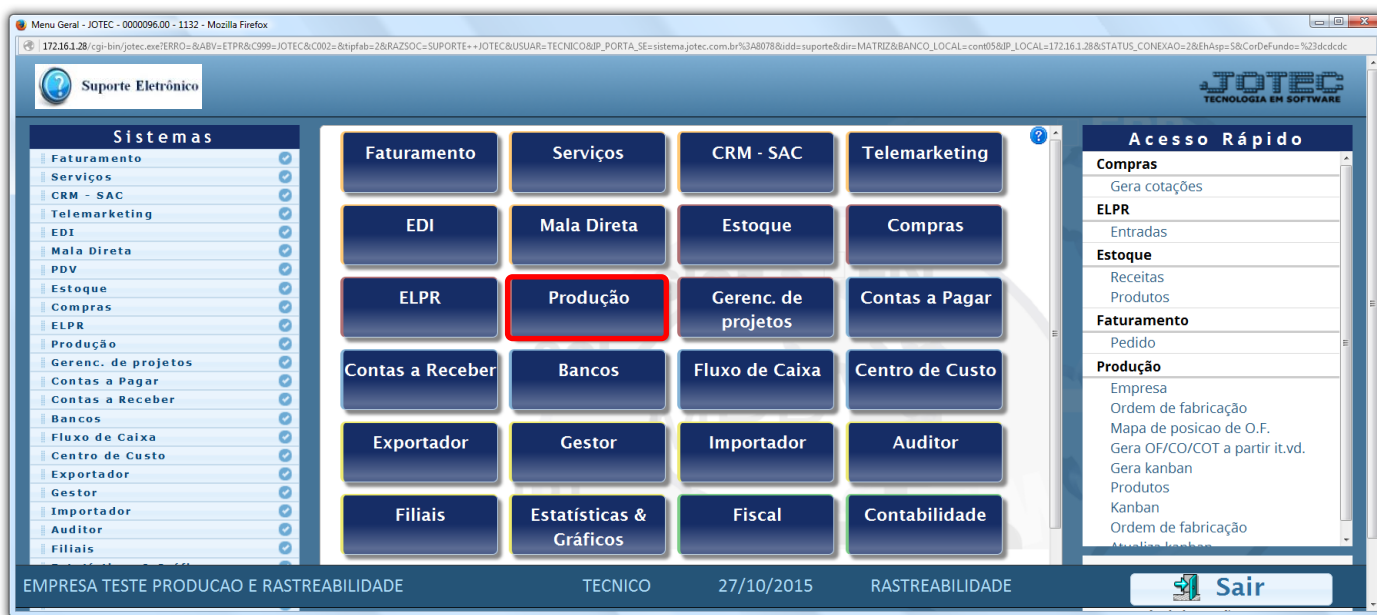 Menu Geral - JOTEC - 0000096.00 - 1132 - Mozilla Firefox
172.16.1.28/cgi-bin/jotec.exe?ERRO=&ABV=ETPR&C999=JOTEC&C002=&tipfab=2&RAZSOC=SUPORTE++JOTEC&USUAR=TECNICO&IP_PORTA_SE=sistema.jotec.com.br%3A8078&idd=suporte&dir=MATRIZ&BANCO_LOCAL=cont05&IP_LOCAL=172.16.1.28&STATUS_CONEXAO=2&EhAsp=S&CorDeFundo=%23dcdcdc
Suporte Eletrônico
JOTEC
TECNOLOGIA EM SOFTWARE
Sistemas
Faturamento
Serviços
CRM - SAC
Telemarketing
EDI
Mala Direta
PDV
Estoque
Compras
ELPR
Produção
Gerenc. de projetos
Contas a Pagar
Contas a Receber
Bancos
Fluxo de Caixa
Centro de Custo
Exportador
Gestor
Importador
Auditor
Filiais
Faturamento
Serviços
CRM - SAC
Telemarketing
EDI
Mala Direta
Estoque
Compras
ELPR
Produção
Gerenc. de
projetos
Contas a Pagar
Contas a Receber
Bancos
Fluxo de Caixa
Centro de Custo
Exportador
Gestor
Importador
Auditor
Filiais
Estatísticas &
Gráficos
Fiscal
Contabilidade
Acesso Rápido
Compras
Gera cotações
ELPR
Entradas
Estoque
Receitas
Produtos
Faturamento
Pedido
Produção
Empresa
Ordem de fabricação
Mapa de posicao de O.F.
Gera OF/CO/COT a partir it.vd.
Gera kanban
Produtos
Kanban
Ordem de fabricação
Atualiza kanban
EMPRESA TESTE PRODUCAO E RASTREABILIDADE
TECNICO
27/10/2015
RASTREABILIDADE
Sair